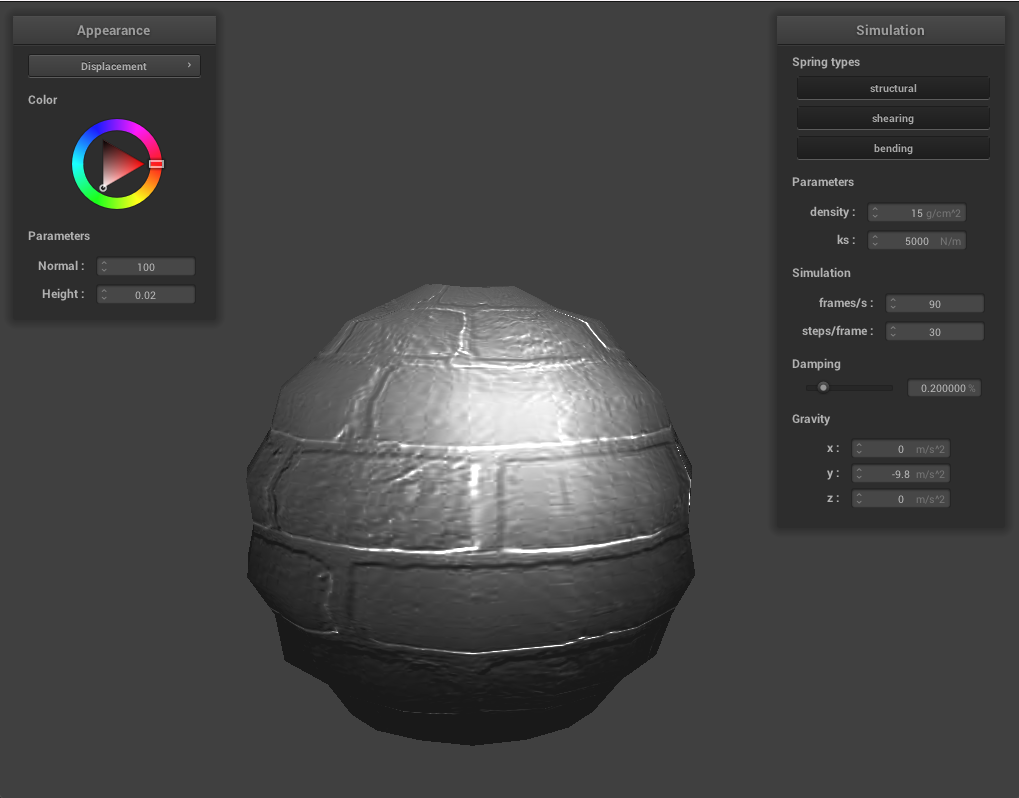 Appearance
Displacement ›
Color
Parameters
Normal : 100
Height : 0.02
Simulation
Spring types
structural
shearing
bending
Parameters
density : 15 g/cm^2
ks : 5000 N/m
Simulation
frames/s : 90
steps/frame : 30
Damping
0.200000 %
Gravity
x : 0 m/s^2
y : -9.8 m/s^2
z : 0 m/s^2